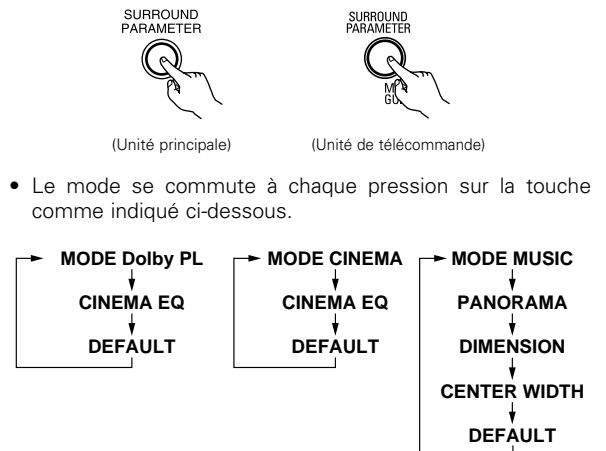 SURROUND
PARAMETER
SURROUND
PARAMETER
(Unité principale)
(Unité de télécommande)
• Le mode se commute à chaque pression sur la touche
comme indiqué ci-dessous.
MODE Dolby PL
CINEMA EQ
DEFAULT
MODE CINEMA
CINEMA EQ
DEFAULT
MODE MUSIC
PANORAMA
DIMENSION
CENTER WIDTH
DEFAULT